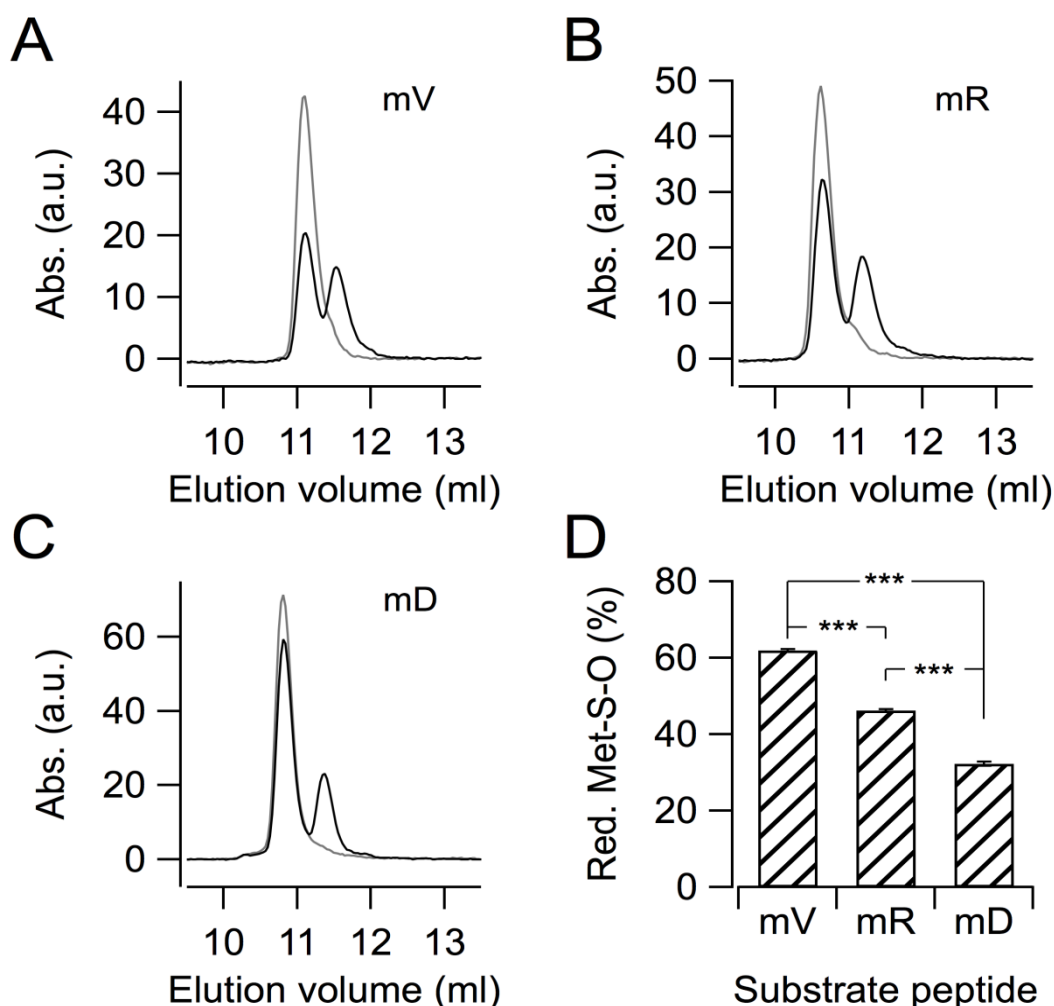 A
mV
Abs. (a.u.)
40
30
20
10
0
10 11 12 13
Elution volume (ml)
B
mR
Abs. (a.u.)
50
40
30
20
10
0
10 11 12 13
Elution volume (ml)
C
mD
Abs. (a.u.)
60
40
20
0
10 11 12 13
Elution volume (ml)
D
Red. Met-S-O (%)
80
60
40
20
0
***
***
***
mV mR mD
Substrate peptide